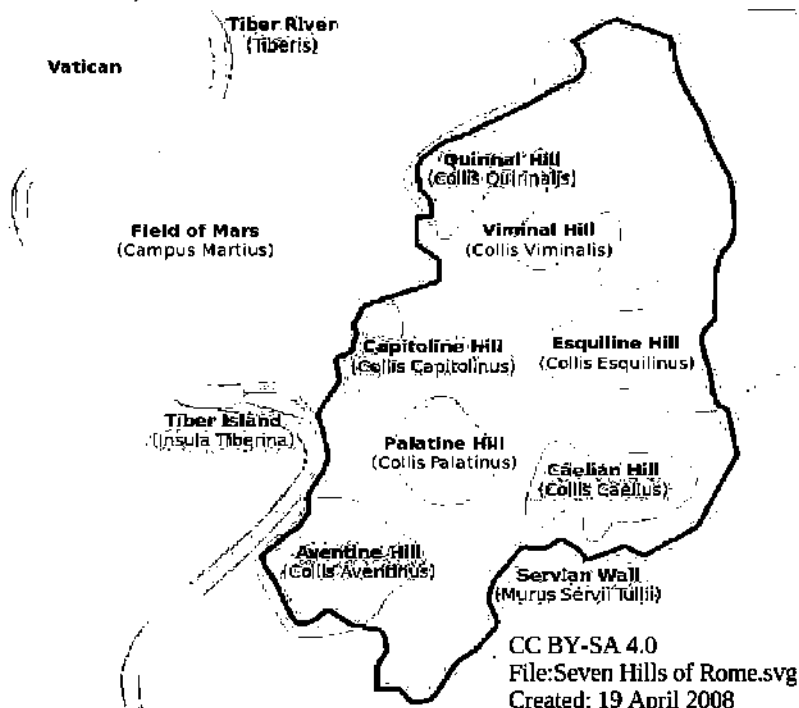 Tiber River
(Tiberis)
Vatican
Quirinal Hill
(Collis Quirinalis)
Field of Mars
(Campus Martius)
Viminal Hill
(Collis Viminalis)
Capitoline Hill
(Collis Capitolinus)
Esquiline Hill
(Collis Esquilinus)
Tiber Island
(Insula Tiberina)
Palatine Hill
(Collis Palatinus)
Caelian Hill
(Collis Caelius)
Aventine Hill
(Collis Aventinus)
Servian Wall
(Murus Servii Tullii)
CC BY-SA 4.0
File:Seven Hills of Rome.svg
Created: 19 April 2008